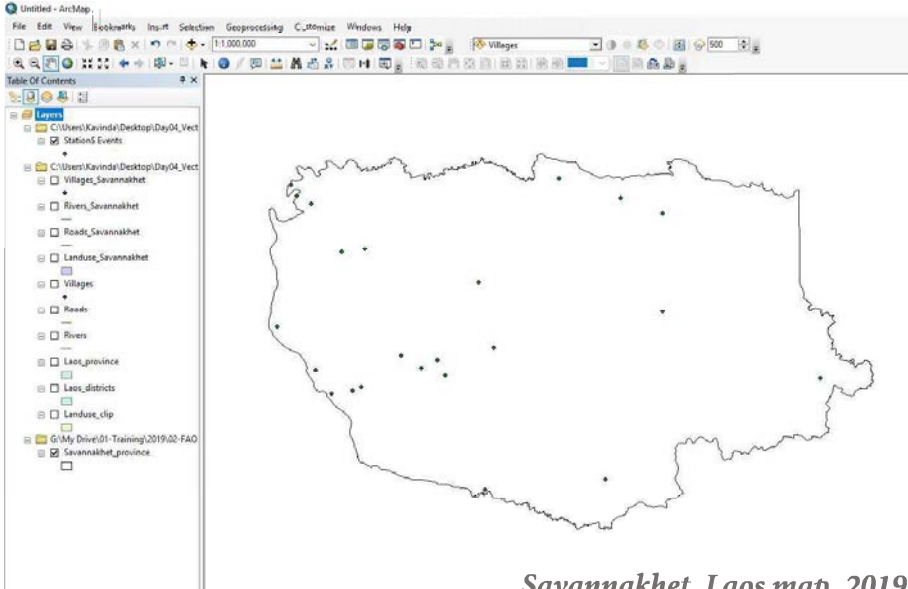 Untitled - ArcMap
File Edit View Bookmarks Insert Selection Geoprocessing Customize Windows Help
1:1,000,000 Villages 500
Table Of Contents
Layers
C:\Users\Kavinda\Desktop\Day04_Vect
Station5 Events
C:\Users\Kavinda\Desktop\Day04_Vect
Villages_Savannakhet
Rivers_Savannakhet
Roads_Savannakhet
Landuse_Savannakhet
Villages
Roads
Rivers
Laos_province
Laos_districts
Landuse_clip
G:\My Drive\01-Training\2019\02-FAO
Savannakhet_province
Savannakhet, Laos map, 2019